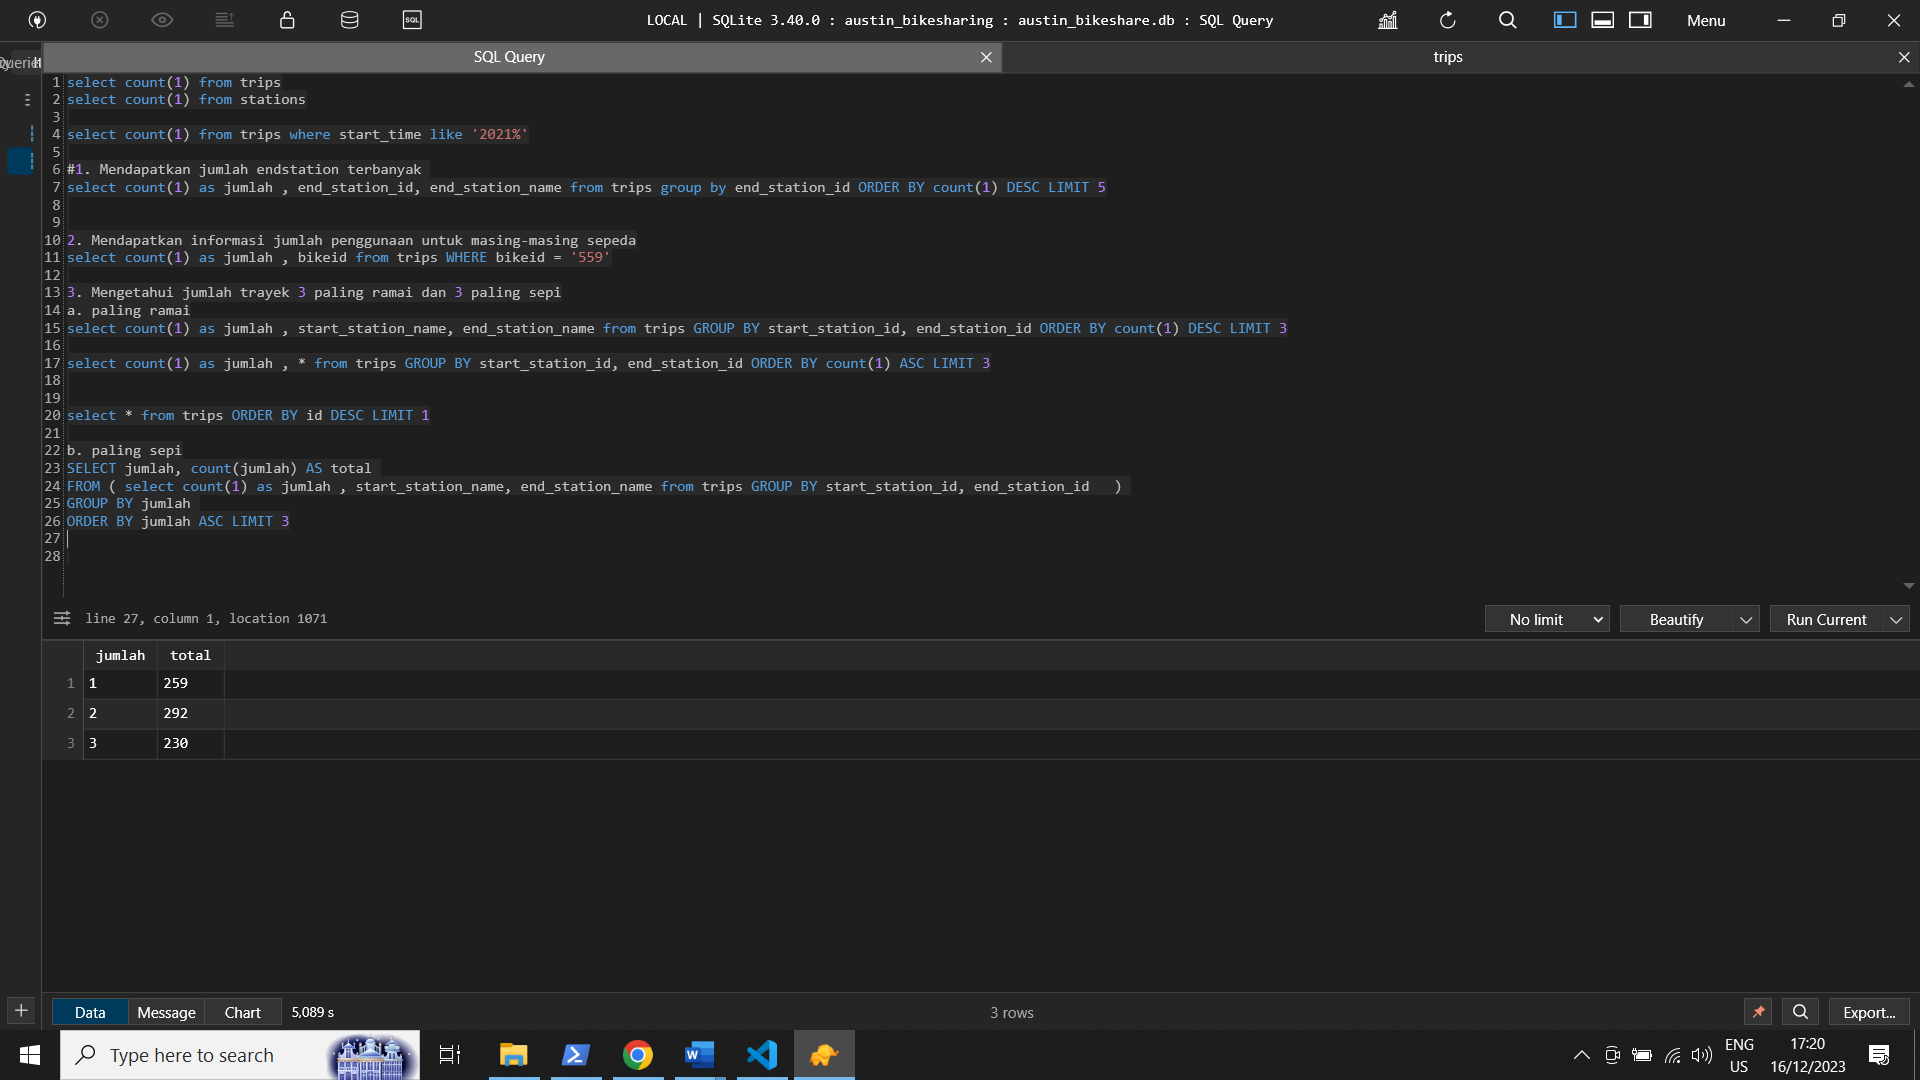 LOCAL | SQLite 3.40.0 : austin_bikesharing : austin_bikeshare.db : SQL Query
Menu
SQL Query
trips
1 select count(1) from trips
2 select count(1) from stations
3
4 select count(1) from trips where start_time like '2021%'
5
6 #1. Mendapatkan jumlah endstation terbanyak
7 select count(1) as jumlah , end_station_id, end_station_name from trips group by end_station_id ORDER BY count(1) DESC LIMIT 5
8
9
10 2. Mendapatkan informasi jumlah penggunaan untuk masing-masing sepeda
11 select count(1) as jumlah , bikeid from trips WHERE bikeid = '559'
12
13 3. Mengetahui jumlah trayek 3 paling ramai dan 3 paling sepi
14 a. paling ramai
15 select count(1) as jumlah , start_station_name, end_station_name from trips GROUP BY start_station_id, end_station_id ORDER BY count(1) DESC LIMIT 3
16
17 select count(1) as jumlah , * from trips GROUP BY start_station_id, end_station_id ORDER BY count(1) ASC LIMIT 3
18
19
20 select * from trips ORDER BY id DESC LIMIT 1
21
22 b. paling sepi
23 SELECT jumlah, count(jumlah) AS total
24 FROM ( select count(1) as jumlah , start_station_name, end_station_name from trips GROUP BY start_station_id, end_station_id )
25 GROUP BY jumlah
26 ORDER BY jumlah ASC LIMIT 3
27
28
line 27, column 1, location 1071
No limit
Beautify
Run Current
jumlah total
1 1 259
2 2 292
3 3 230
Data
Message
Chart
5,089 s
3 rows
Export...
Type here to search
ENG
US
17:20
16/12/2023